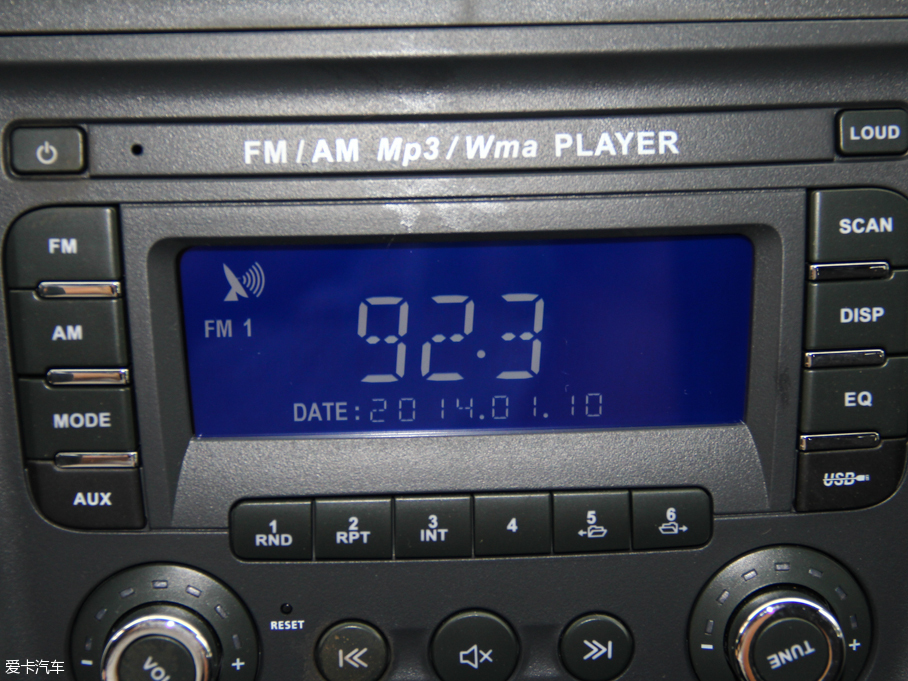 FM / AM Mp3 / Wma PLAYER
LOUD
FM
AM
MODE
AUX
FM 1
92.3
DATE : 2014.01.10
SCAN
DISP
EQ
USB
1
RND
2
RPT
3
INT
4
5
6
RESET
- VOL +
- TUNE +
爱卡汽车